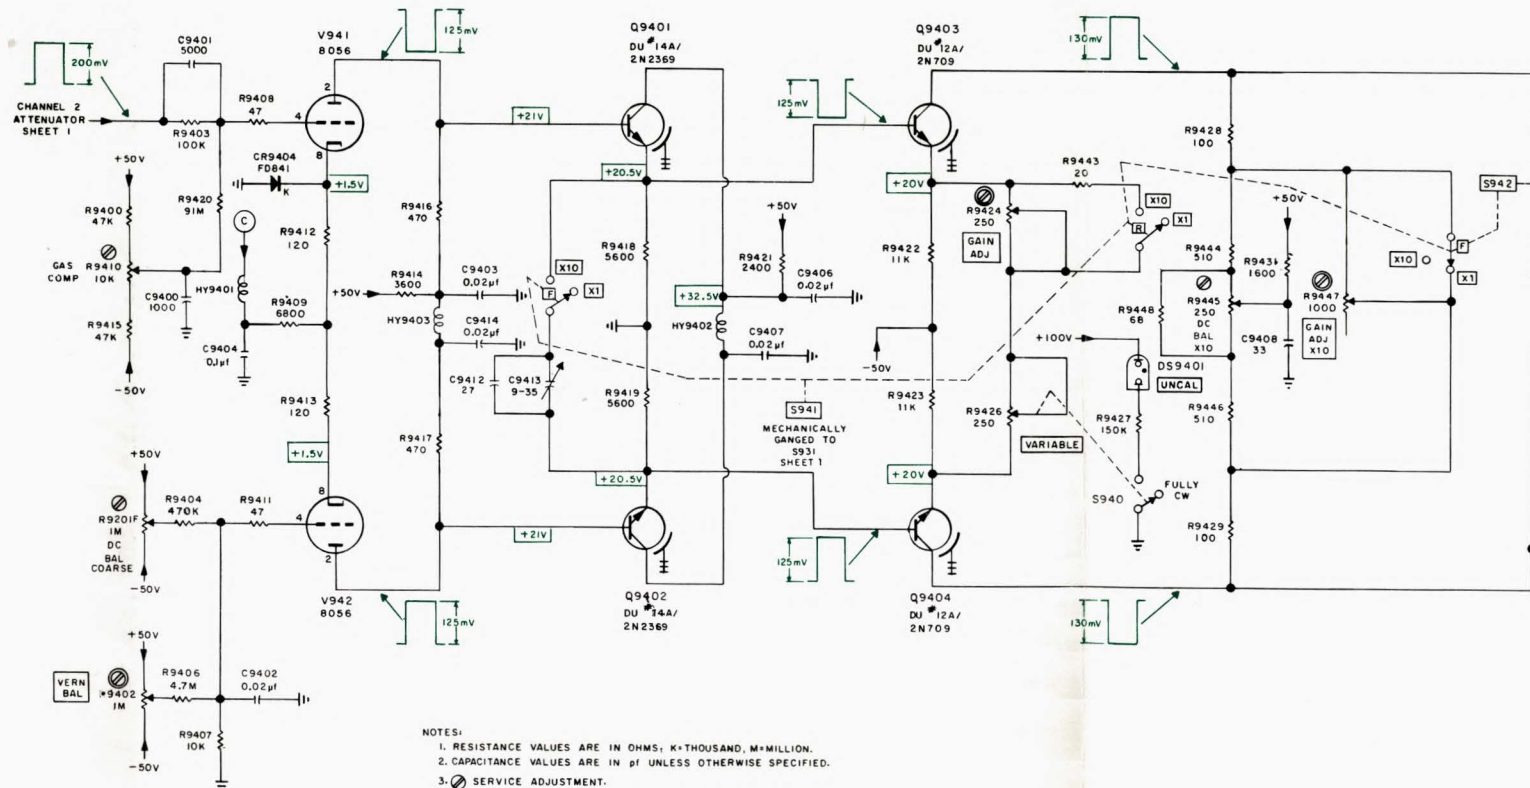 200mV
CHANNEL 2
ATTENUATOR
SHEET 1
C9401
5000
R9403
100K
R9408
47
V941
8056
2
4
8
125mV
CR9404
FD841
K
+1.5V
+50V
R9400
47K
GAS
COMP
R9410
10K
R9415
47K
-50V
R9420
91M
C9400
1000
C
HY9401
R9409
6800
C9404
0.1µf
R9412
120
R9413
120
+1.5V
R9416
470
+50V
R9414
3600
C9403
0.02µf
HY9403
C9414
0.02µf
R9417
470
+21V
Q9401
DU #14A/
2N2369
+20.5V
X10
F
X1
C9412
27
C9413
9-35
R9418
5600
R9419
5600
+20.5V
+21V
Q9402
DU #14A/
2N2369
+50V
R9421
2400
C9406
0.02µf
+32.5V
HY9402
C9407
0.02µf
S941
MECHANICALLY
GANGED TO
S931
SHEET 1
125mV
Q9403
DU #12A/
2N709
+20V
R9422
11K
-50V
R9423
11K
+20V
125mV
Q9404
DU #12A/
2N709
130mV
R9424
250
GAIN
ADJ
R9443
20
X10
R
X1
R9426
250
VARIABLE
+100V
DS9401
UNCAL
R9427
150K
S940
FULLY
CW
130mV
R9428
100
R9444
510
R9448
68
R9445
250
DC
BAL
X10
R9446
510
R9429
100
+50V
R9431
1600
C9408
33
R9447
1000
GAIN
ADJ
X10
S942
X10
F
X1
+50V
R9201F
1M
DC
BAL
COARSE
-50V
R9404
470K
R9411
47
8
4
2
V942
8056
125mV
+50V
VERN
BAL
1M
-50V
R9406
4.7M
C9402
0.02µf
R9407
10K
NOTES:
1. RESISTANCE VALUES ARE IN OHMS; K=THOUSAND, M=MILLION.
2. CAPACITANCE VALUES ARE IN pf UNLESS OTHERWISE SPECIFIED.
3. SERVICE ADJUSTMENT.